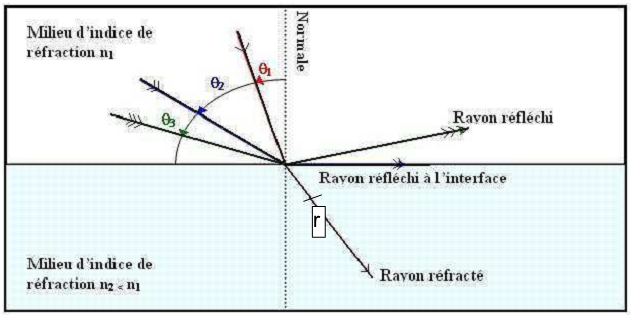 Milieu d'indice de
réfraction n1
Normale
θ1
θ2
θ3
Rayon réfléchi
Rayon réfléchi à l'interface
r
Milieu d'indice de
réfraction n2 < n1
Rayon réfracté